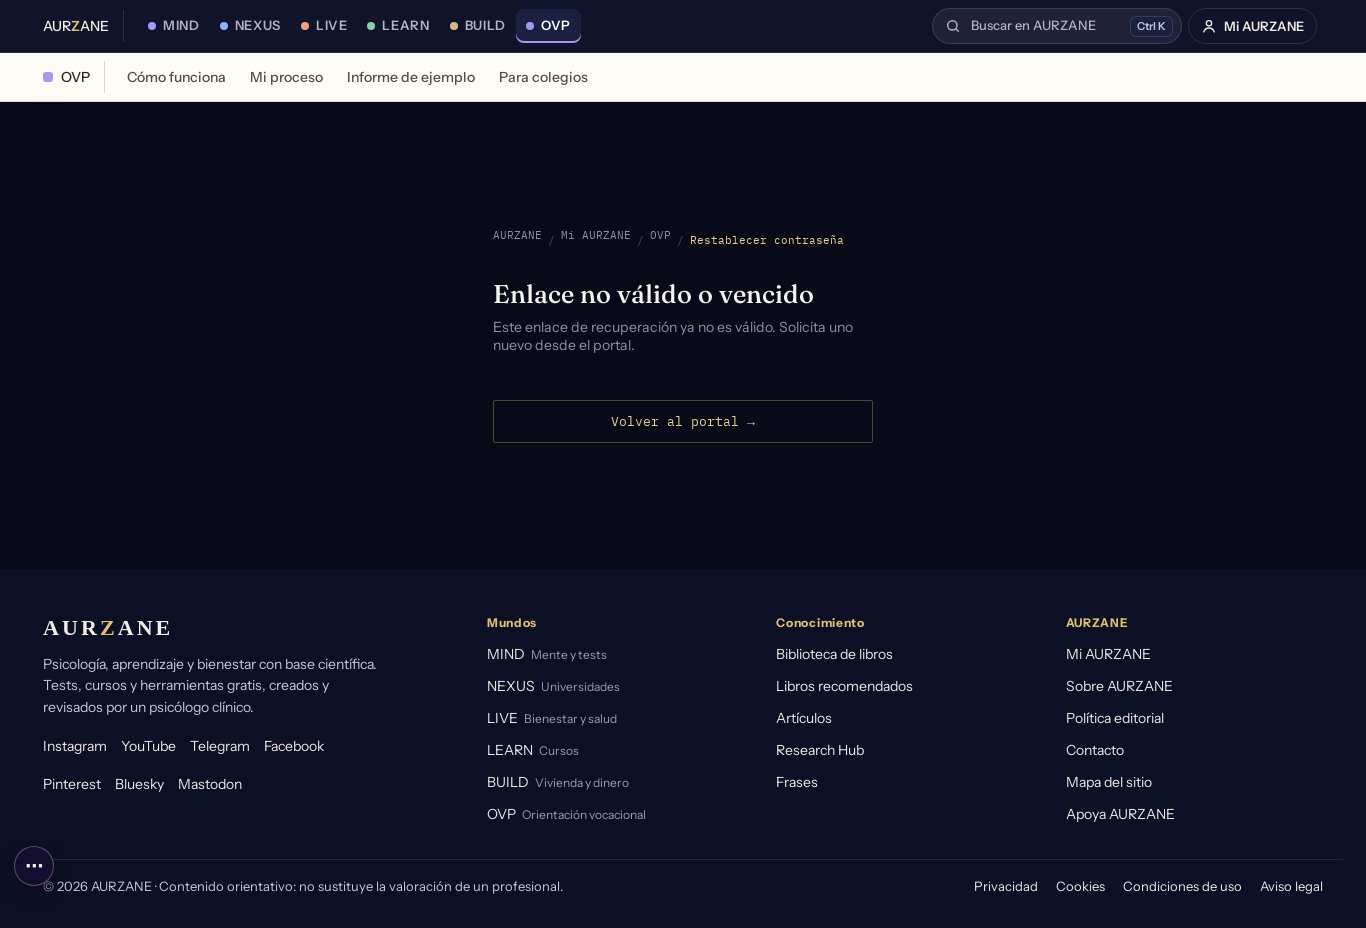 AURZANE MIND NEXUS LIVE LEARN BUILD OVP Buscar en AURZANE Ctrl K Mi AURZANE
OVP Cómo funciona Mi proceso Informe de ejemplo Para colegios
AURZANE / Mi AURZANE / OVP / Restablecer contraseña
Enlace no válido o vencido
Este enlace de recuperación ya no es válido. Solicita uno
nuevo desde el portal.
Volver al portal →
AURZANE
Psicología, aprendizaje y bienestar con base científica.
Tests, cursos y herramientas gratis, creados y
revisados por un psicólogo clínico.
Instagram YouTube Telegram Facebook
Pinterest Bluesky Mastodon
Mundos
MIND Mente y tests
NEXUS Universidades
LIVE Bienestar y salud
LEARN Cursos
BUILD Vivienda y dinero
OVP Orientación vocacional
Conocimiento
Biblioteca de libros
Libros recomendados
Artículos
Research Hub
Frases
AURZANE
Mi AURZANE
Sobre AURZANE
Política editorial
Contacto
Mapa del sitio
Apoya AURZANE
© 2026 AURZANE · Contenido orientativo: no sustituye la valoración de un profesional.
Privacidad Cookies Condiciones de uso Aviso legal